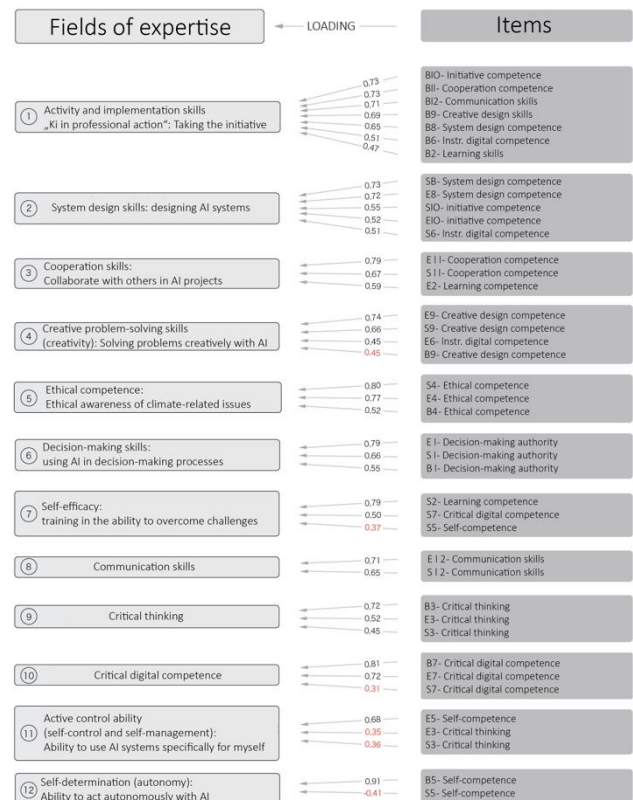 Fields of expertise
LOADING
Items
1
Activity and implementation skills
„Ki in professional action“: Taking the initiative
0,73
0,73
0,71
0,69
0,65
0,51
0,47
BIO- Initiative competence
BII- Cooperation competence
BI2- Communication skills
B9- Creative design skills
B8- System design competence
B6- Instr. digital competence
B2- Learning skills
2
System design skills: designing AI systems
0,73
0,72
0,55
0,52
0,51
SB- System design competence
E8- System design competence
SIO- initiative competence
EIO- initiative competence
S6- Instr. digital competence
3
Cooperation skills:
Collaborate with others in AI projects
0,79
0,67
0,59
E I I- Cooperation competence
S I I- Cooperation competence
E2- Learning competence
4
Creative problem-solving skills
(creativity): Solving problems creatively with AI
0,74
0,66
0,45
0,45
E9- Creative design competence
S9- Creative design competence
E6- Instr. digital competence
B9- Creative design competence
5
Ethical competence:
Ethical awareness of climate-related issues
0,80
0,77
0,52
S4- Ethical competence
E4- Ethical competence
B4- Ethical competence
6
Decision-making skills:
using AI in decision-making processes
0,79
0,66
0,55
E I- Decision-making authority
S I- Decision-making authority
B I- Decision-making authority
7
Self-efficacy:
training in the ability to overcome challenges
0,79
0,50
0,37
S2- Learning competence
S7- Critical digital competence
S5- Self-competence
8
Communication skills
0,71
0,65
E I 2- Communication skills
S I 2- Communication skills
9
Critical thinking
0,72
0,52
0,45
B3- Critical thinking
E3- Critical thinking
S3- Critical thinking
10
Critical digital competence
0,81
0,72
0,31
B7- Critical digital competence
E7- Critical digital competence
S7- Critical digital competence
11
Active control ability
(self-control and self-management):
Ability to use AI systems specifically for myself
0,68
0,35
0,36
E5- Self-competence
E3- Critical thinking
S3- Critical thinking
12
Self-determination (autonomy):
Ability to act autonomously with AI
0,91
-0,41
B5- Self-competence
S5- Self-competence